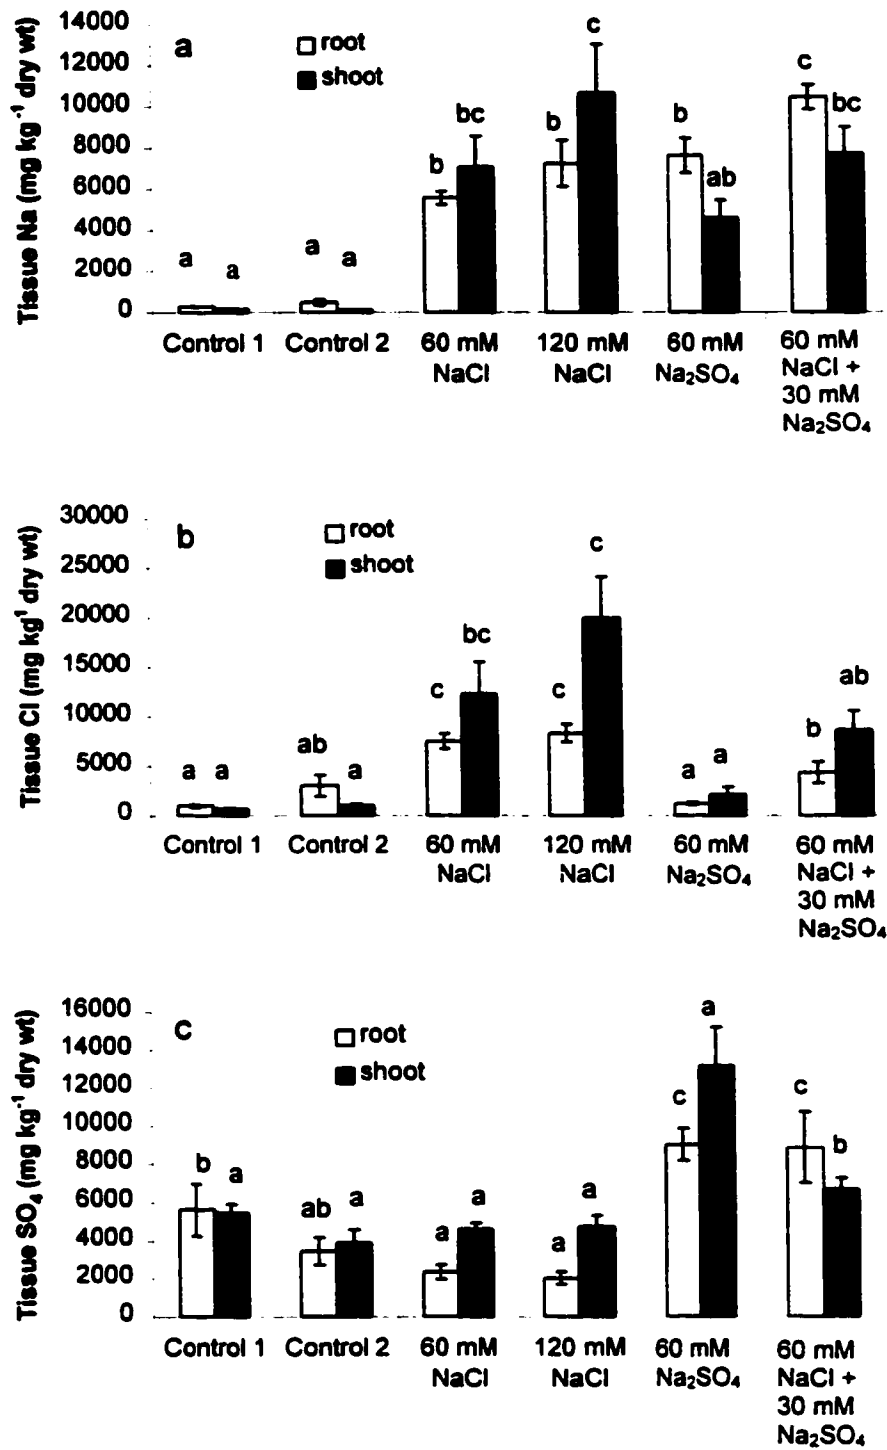 Tissue Na (mg kg⁻¹ dry wt)
14000
12000
10000
8000
6000
4000
2000
0
a
root
shoot
a
a
a
a
b
bc
b
c
b
ab
c
bc
Control 1
Control 2
60 mM
NaCl
120 mM
NaCl
60 mM
Na₂SO₄
60 mM
NaCl +
30 mM
Na₂SO₄
Tissue Cl (mg kg¹ dry wt)
30000
25000
20000
15000
10000
5000
0
b
root
shoot
a
a
ab
a
c
bc
c
c
a
a
b
ab
Control 1
Control 2
60 mM
NaCl
120 mM
NaCl
60 mM
Na₂SO₄
60 mM
NaCl +
30 mM
Na₂SO₄
Tissue SO₄ (mg kg⁻¹ dry wt)
16000
14000
12000
10000
8000
6000
4000
2000
0
c
root
shoot
b
a
ab
a
a
a
a
a
c
a
c
b
Control 1
Control 2
60 mM
NaCl
120 mM
NaCl
60 mM
Na₂SO₄
60 mM
NaCl +
30 mM
Na₂SO₄